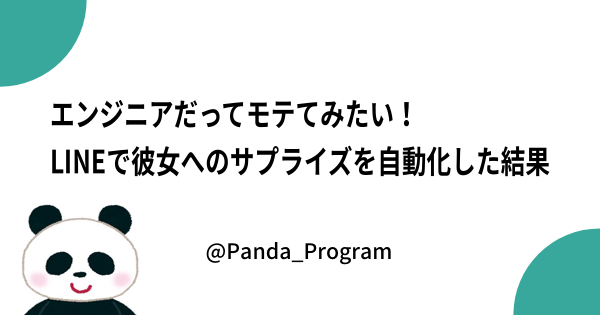 エンジニアだってモテてみたい！
LINEで彼女へのサプライズを自動化した結果
@Panda_Program